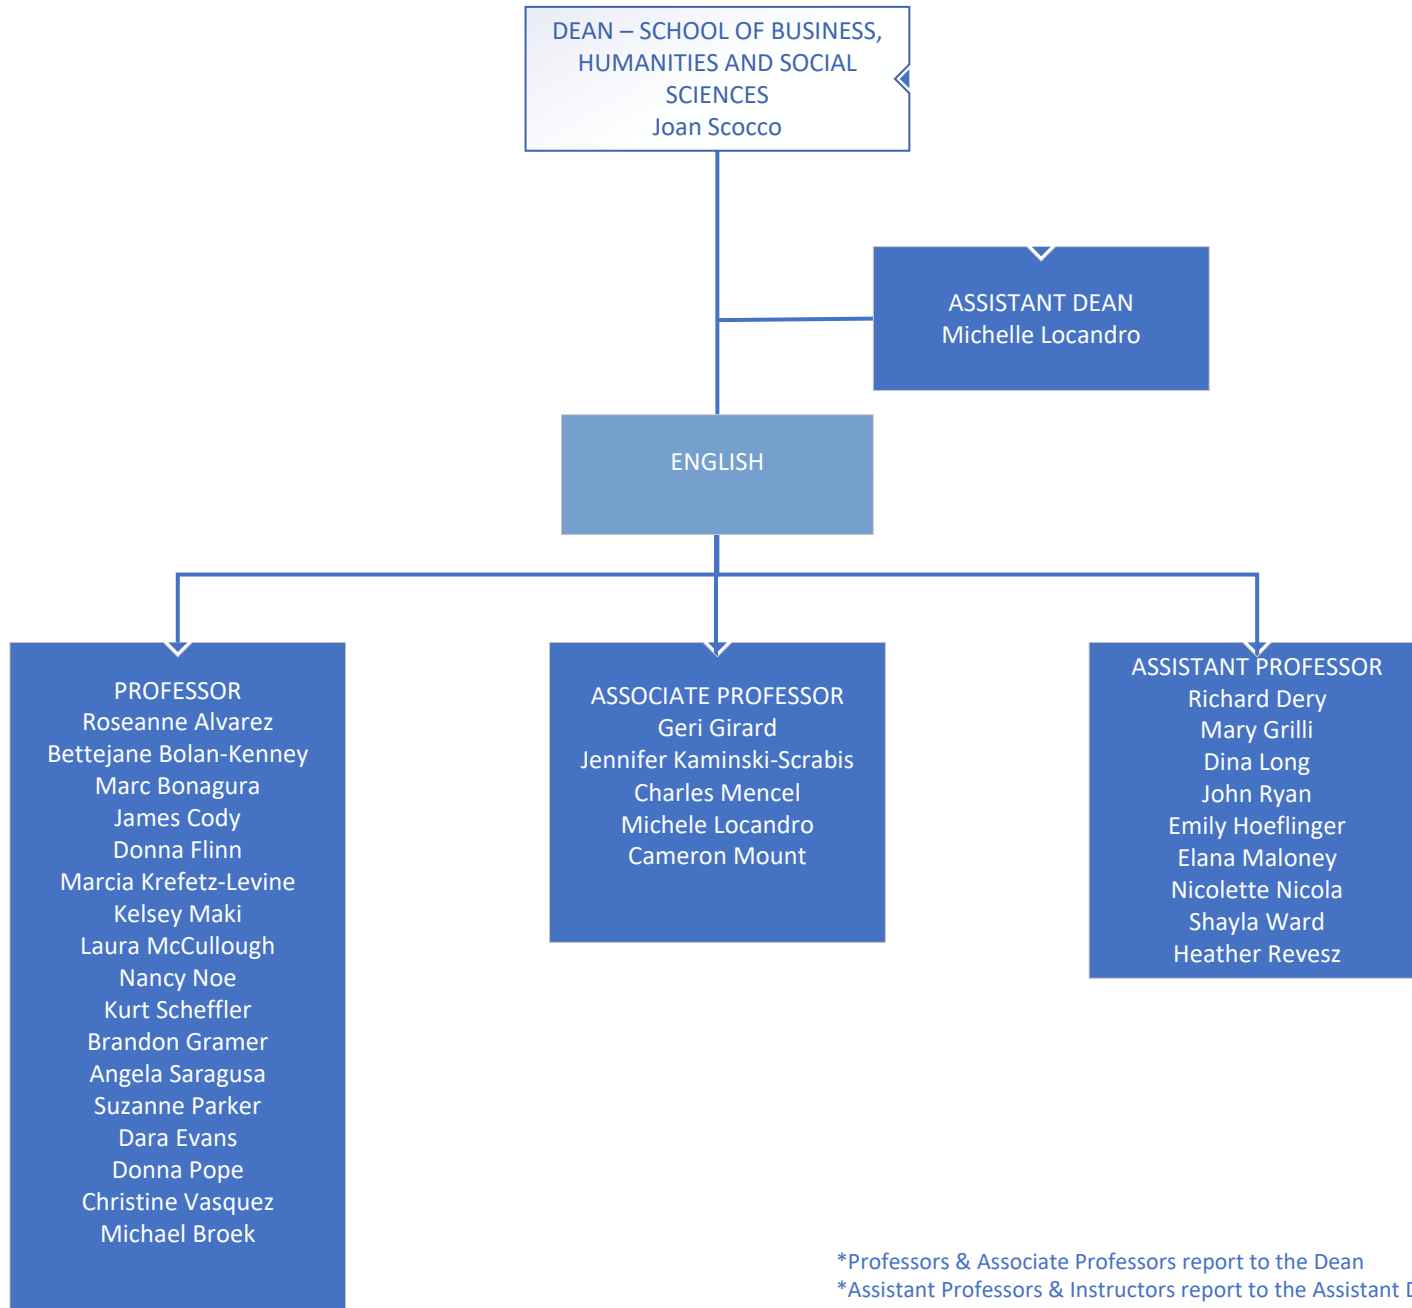 DEAN – SCHOOL OF BUSINESS,
HUMANITIES AND SOCIAL
SCIENCES
Joan Scocco
ASSISTANT DEAN
Michelle Locandro
ENGLISH
PROFESSOR
Roseanne Alvarez
Bettejane Bolan-Kenney
Marc Bonagura
James Cody
Donna Flinn
Marcia Krefetz-Levine
Kelsey Maki
Laura McCullough
Nancy Noe
Kurt Scheffler
Brandon Gramer
Angela Saragusa
Suzanne Parker
Dara Evans
Donna Pope
Christine Vasquez
Michael Broek
ASSOCIATE PROFESSOR
Geri Girard
Jennifer Kaminski-Scrabis
Charles Mencel
Michele Locandro
Cameron Mount
ASSISTANT PROFESSOR
Richard Dery
Mary Grilli
Dina Long
John Ryan
Emily Hoeflinger
Elana Maloney
Nicolette Nicola
Shayla Ward
Heather Revesz
*Professors & Associate Professors report to the Dean
*Assistant Professors & Instructors report to the Assistant